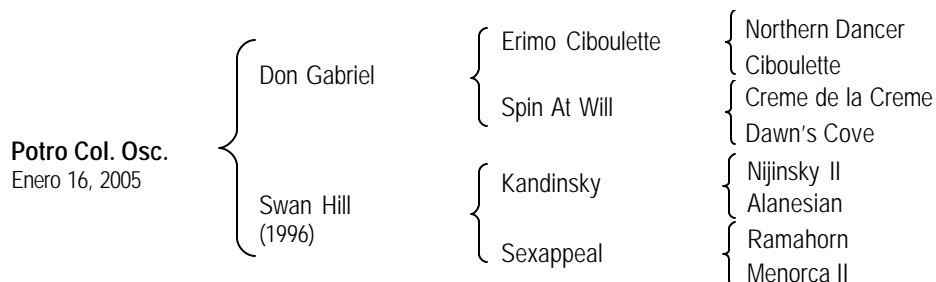 Potro Col. Osc.
Enero 16, 2005
Don Gabriel
Swan Hill
(1996)
Erimo Ciboulette
Spin At Will
Kandinsky
Sexappeal
Northern Dancer
Ciboulette
Creme de la Creme
Dawn's Cove
Nijinsky II
Alanesian
Ramahorn
Menorca II